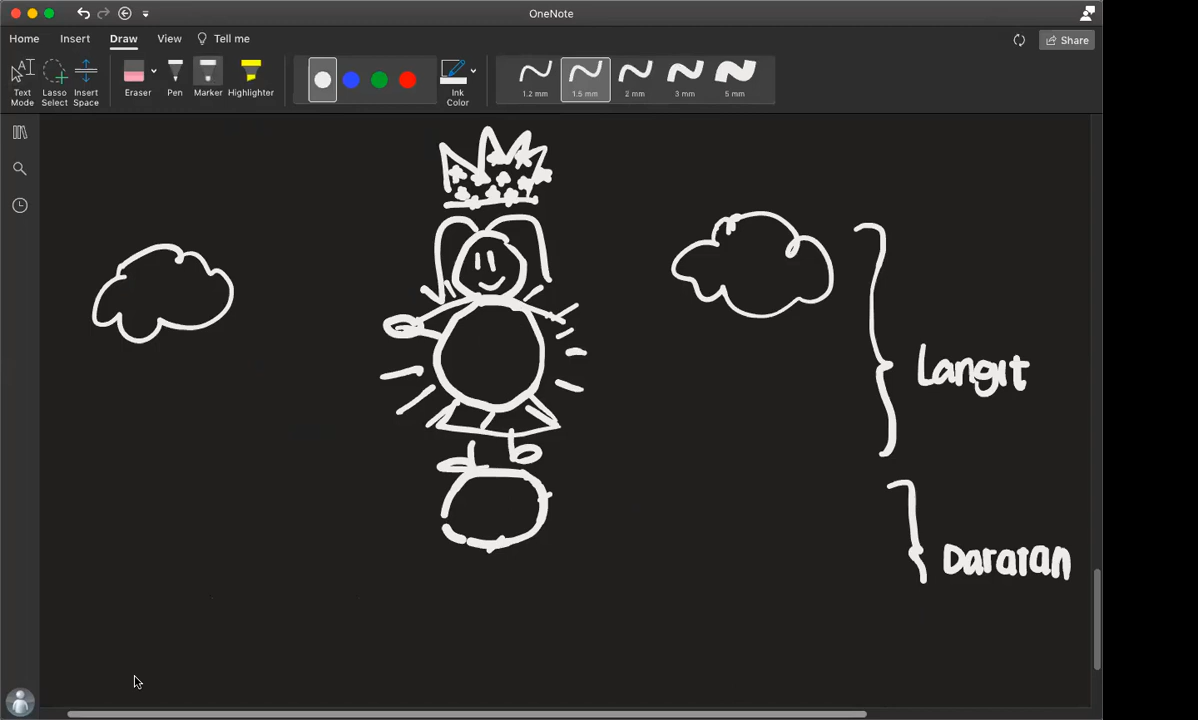 OneNote
Home Insert Draw View Tell me
Share
Text Mode
Lasso Select
Insert Space
Eraser
Pen
Marker
Highlighter
Ink Color
1.2 mm
1.5 mm
2 mm
3 mm
5 mm
Langit
Daratan